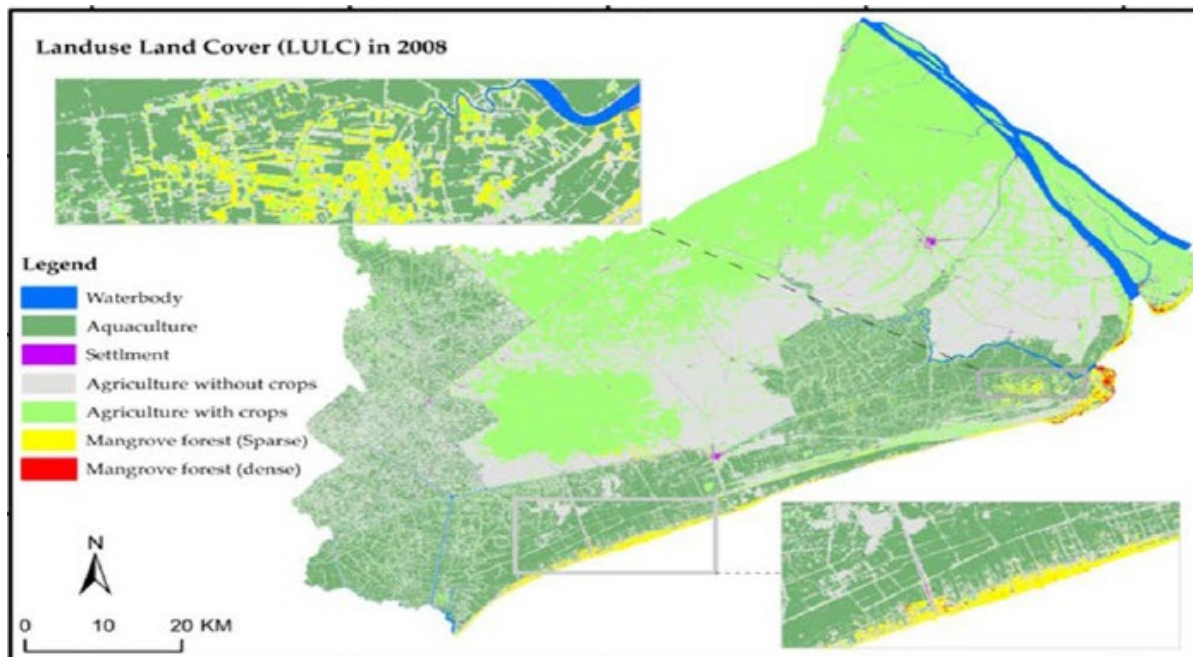 Landuse Land Cover (LULC) in 2008
Legend
Waterbody
Aquaculture
Settlment
Agriculture without crops
Agriculture with crops
Mangrove forest (Sparse)
Mangrove forest (dense)
N
0 10 20 KM